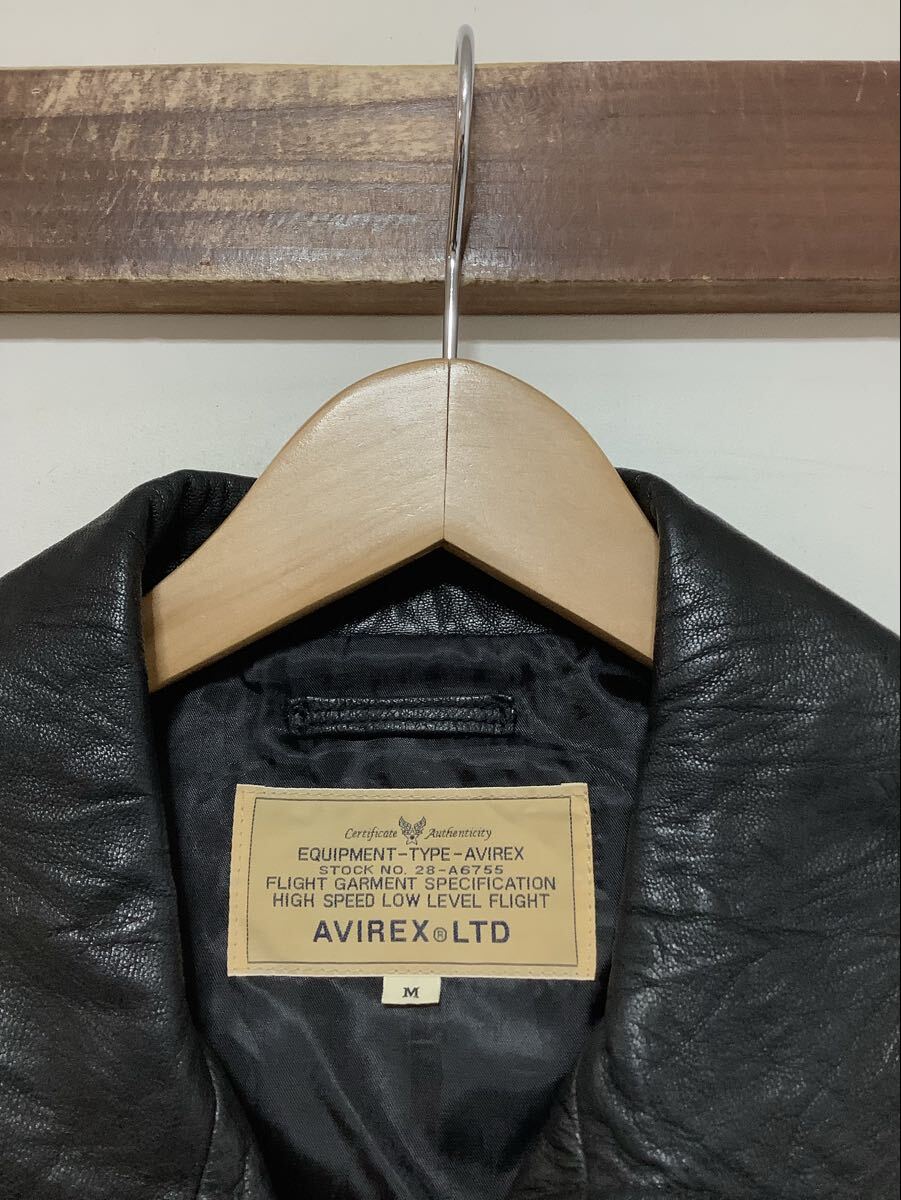 Certificate Authenticity
EQUIPMENT-TYPE-AVIREX
STOCK NO. 28-A6755
FLIGHT GARMENT SPECIFICATION
HIGH SPEED LOW LEVEL FLIGHT
AVIREX® LTD
M